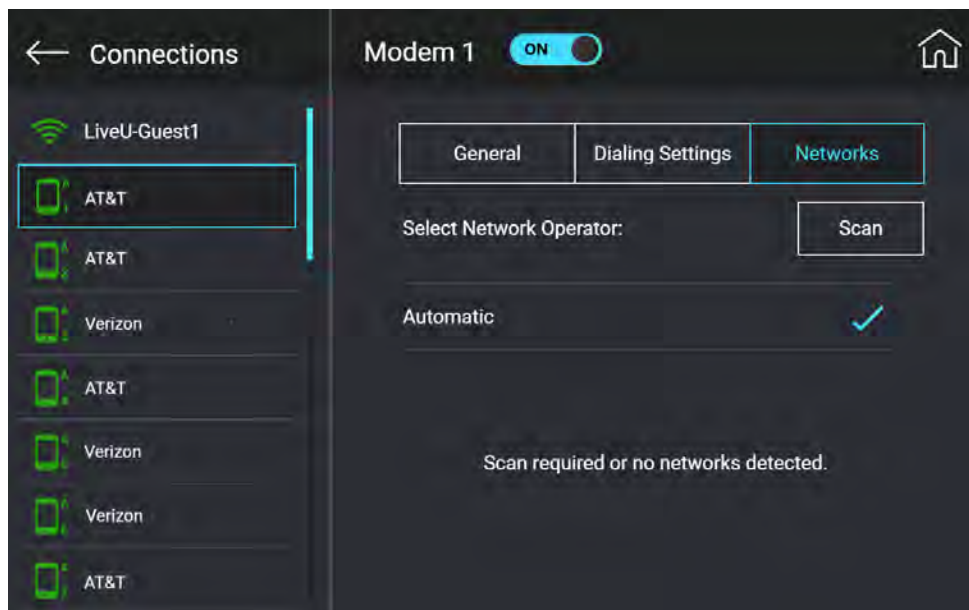 Connections
LiveU-Guest1
AT&T
AT&T
Verizon
AT&T
Verizon
Verizon
AT&T
Modem 1 ON
General Dialing Settings Networks
Select Network Operator: Scan
Automatic
Scan required or no networks detected.